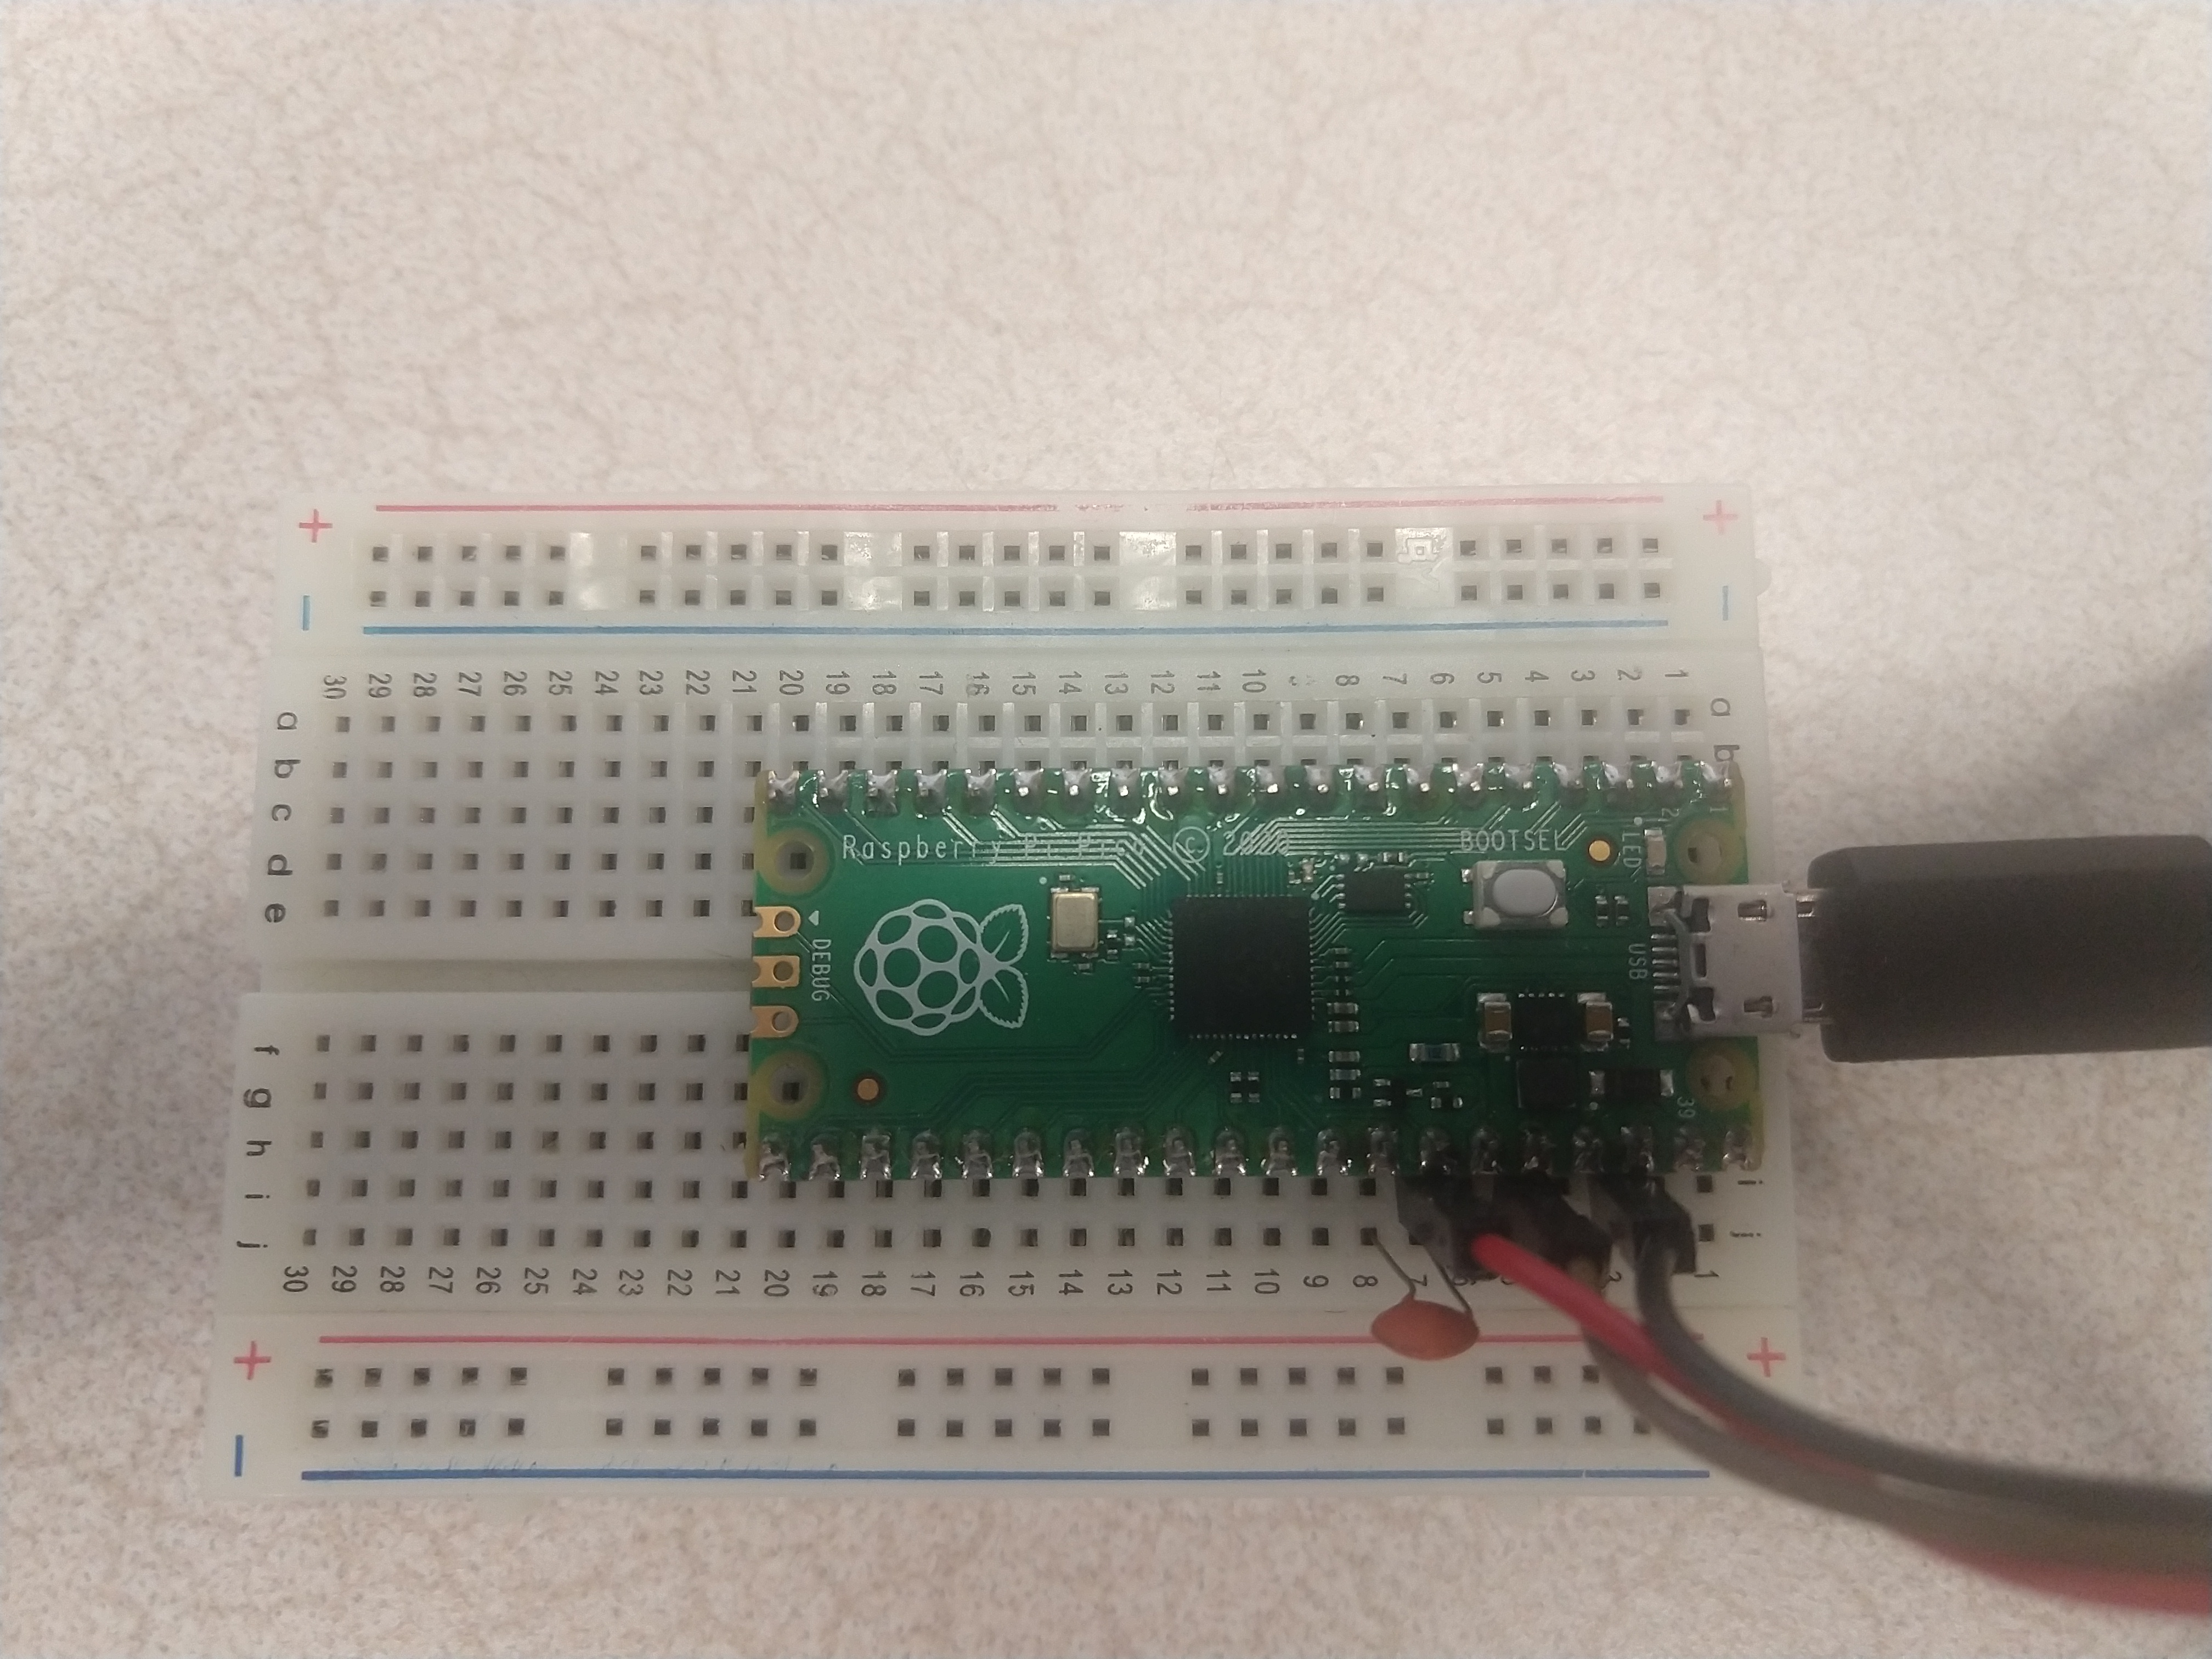 + +
- -
30 29 28 27 26 25 24 23 22 21 20 19 18 17 16 15 14 13 12 11 10 8 7 6 5 4 3 2 1
a a
b b
c
d
e
Raspberry Pi Pico © 2020
BOOTSEL
LED
2 1
DEBUG
USB
39
f
g
h
i i
j j
30 29 28 27 26 25 24 23 22 21 20 19 18 17 16 15 14 13 12 11 10 9 8 7 1
+ +
-